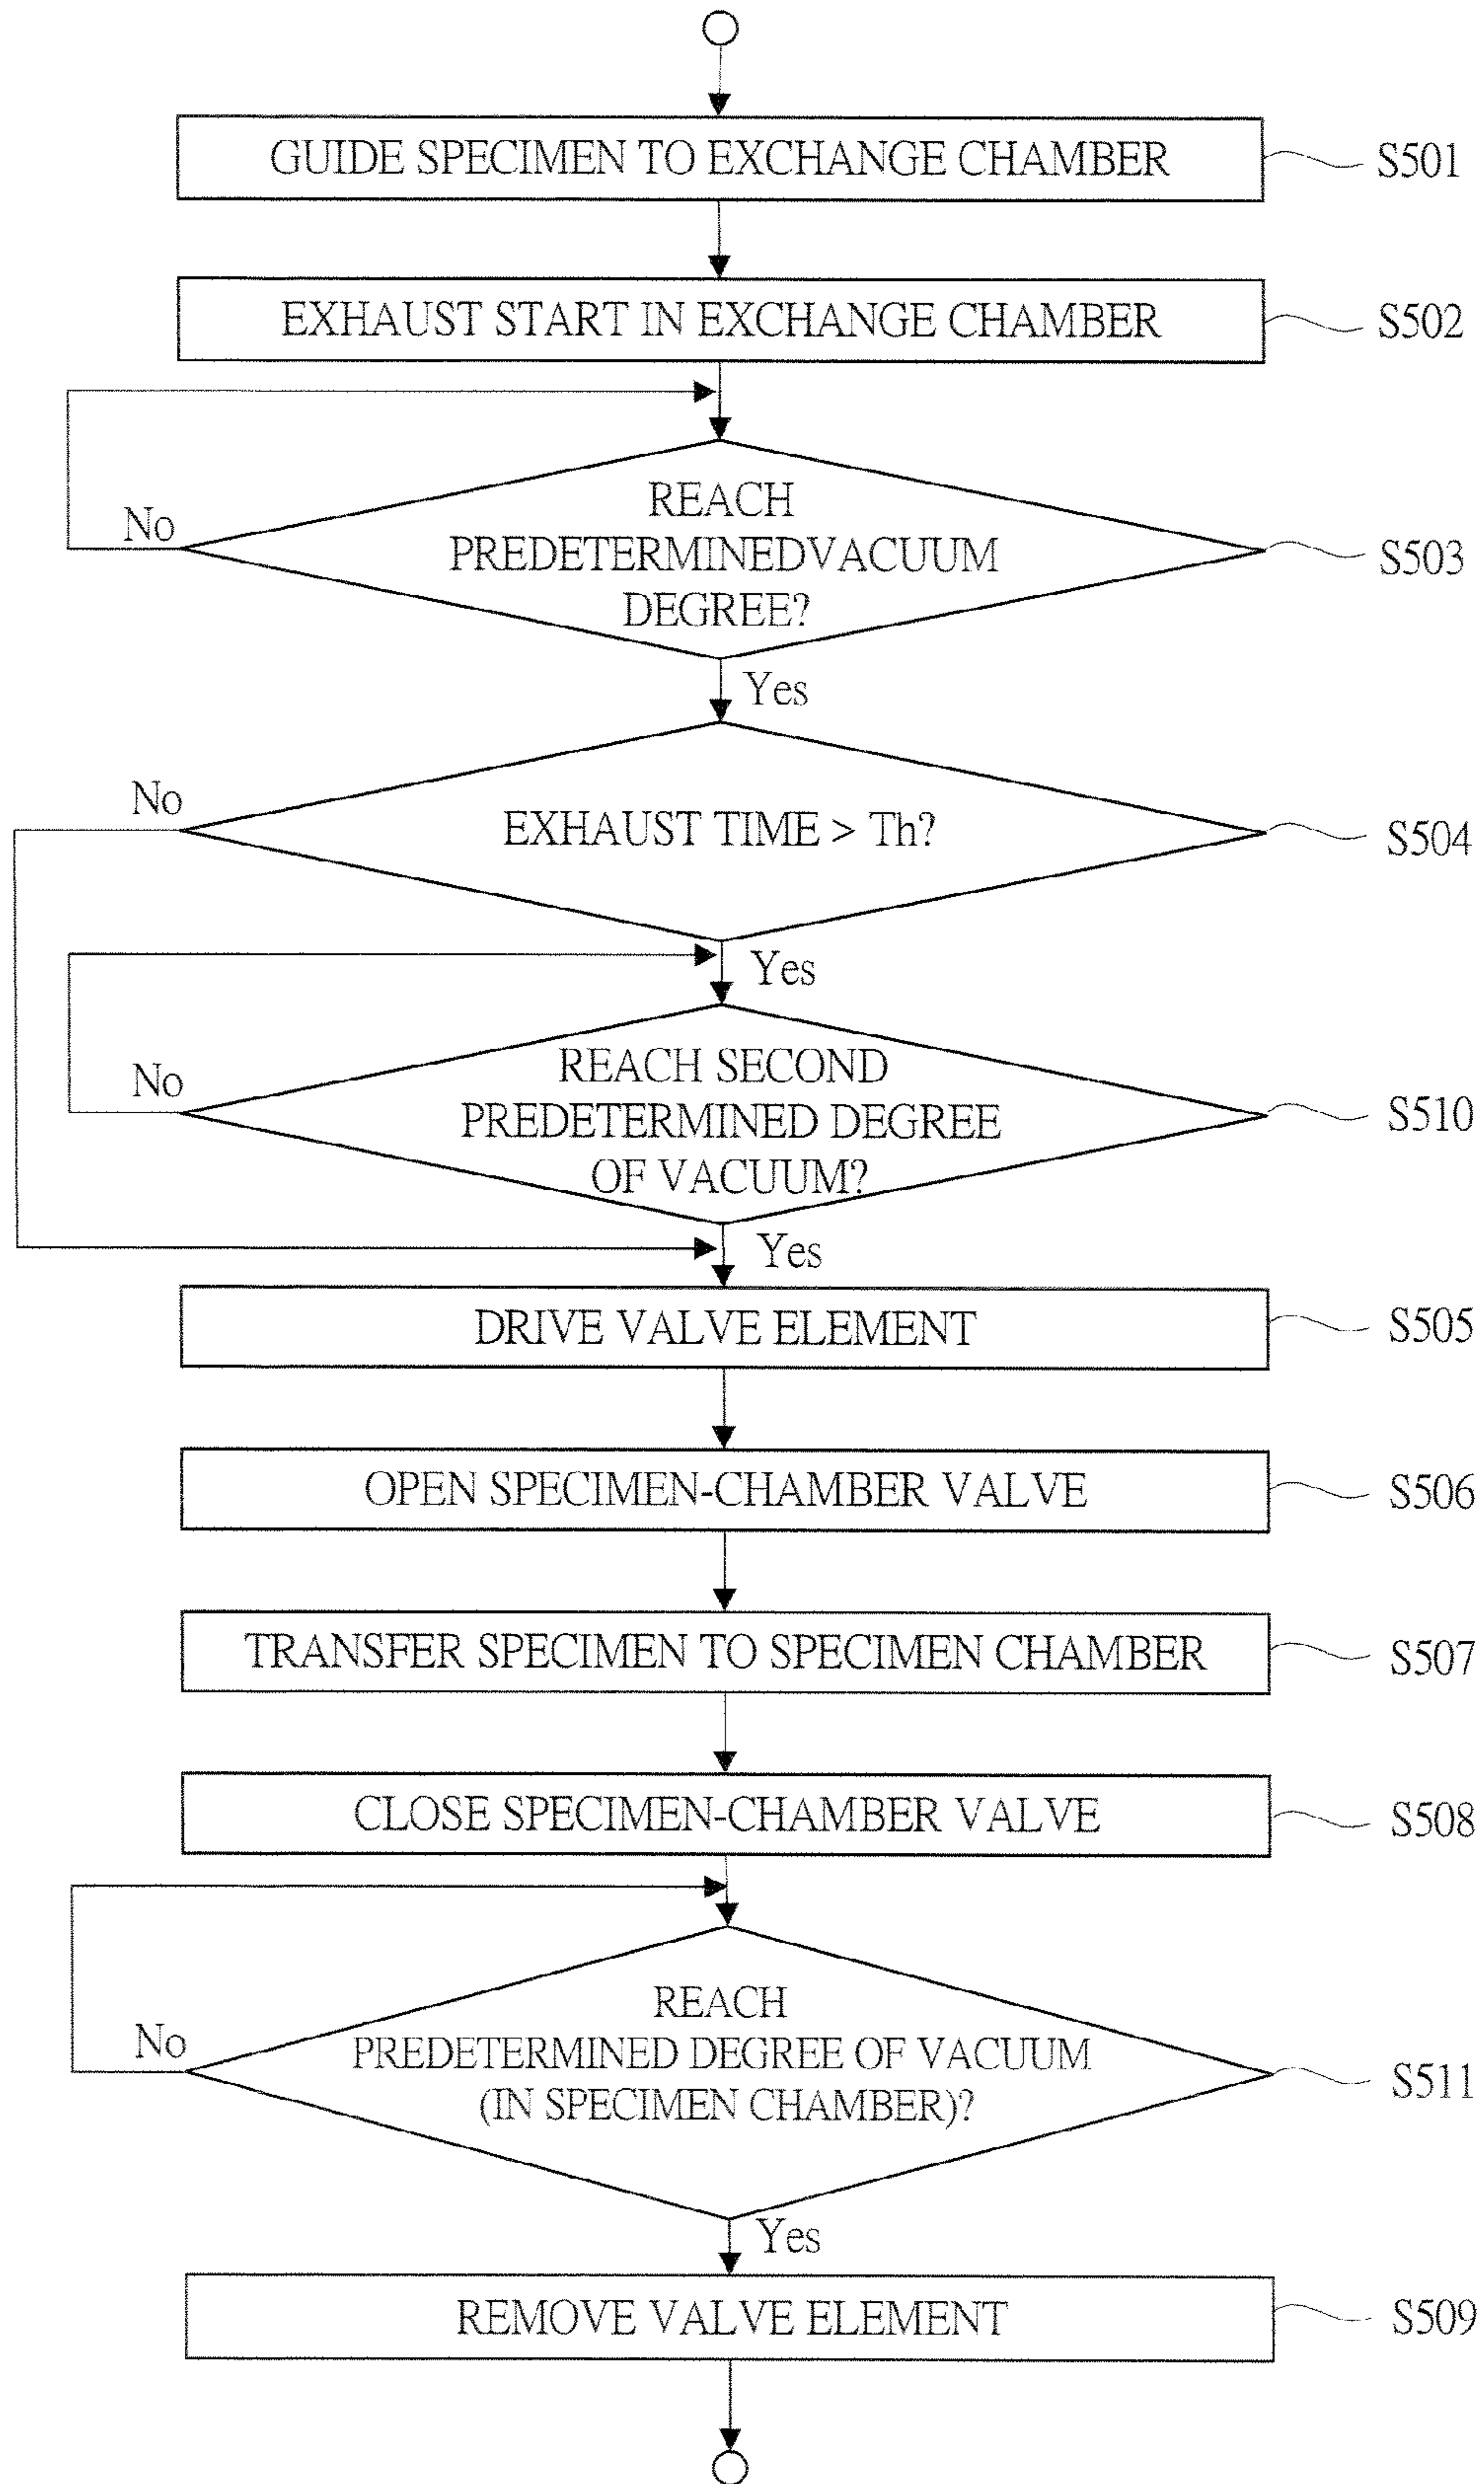 GUIDE SPECIMEN TO EXCHANGE CHAMBER
S501
EXHAUST START IN EXCHANGE CHAMBER
S502
REACH
PREDETERMINEDVACUUM
DEGREE?
No
S503
Yes
EXHAUST TIME > Th?
No
S504
Yes
REACH SECOND
PREDETERMINED DEGREE
OF VACUUM?
No
S510
Yes
DRIVE VALVE ELEMENT
S505
OPEN SPECIMEN-CHAMBER VALVE
S506
TRANSFER SPECIMEN TO SPECIMEN CHAMBER
S507
CLOSE SPECIMEN-CHAMBER VALVE
S508
REACH
PREDETERMINED DEGREE OF VACUUM
(IN SPECIMEN CHAMBER)?
No
S511
Yes
REMOVE VALVE ELEMENT
S509